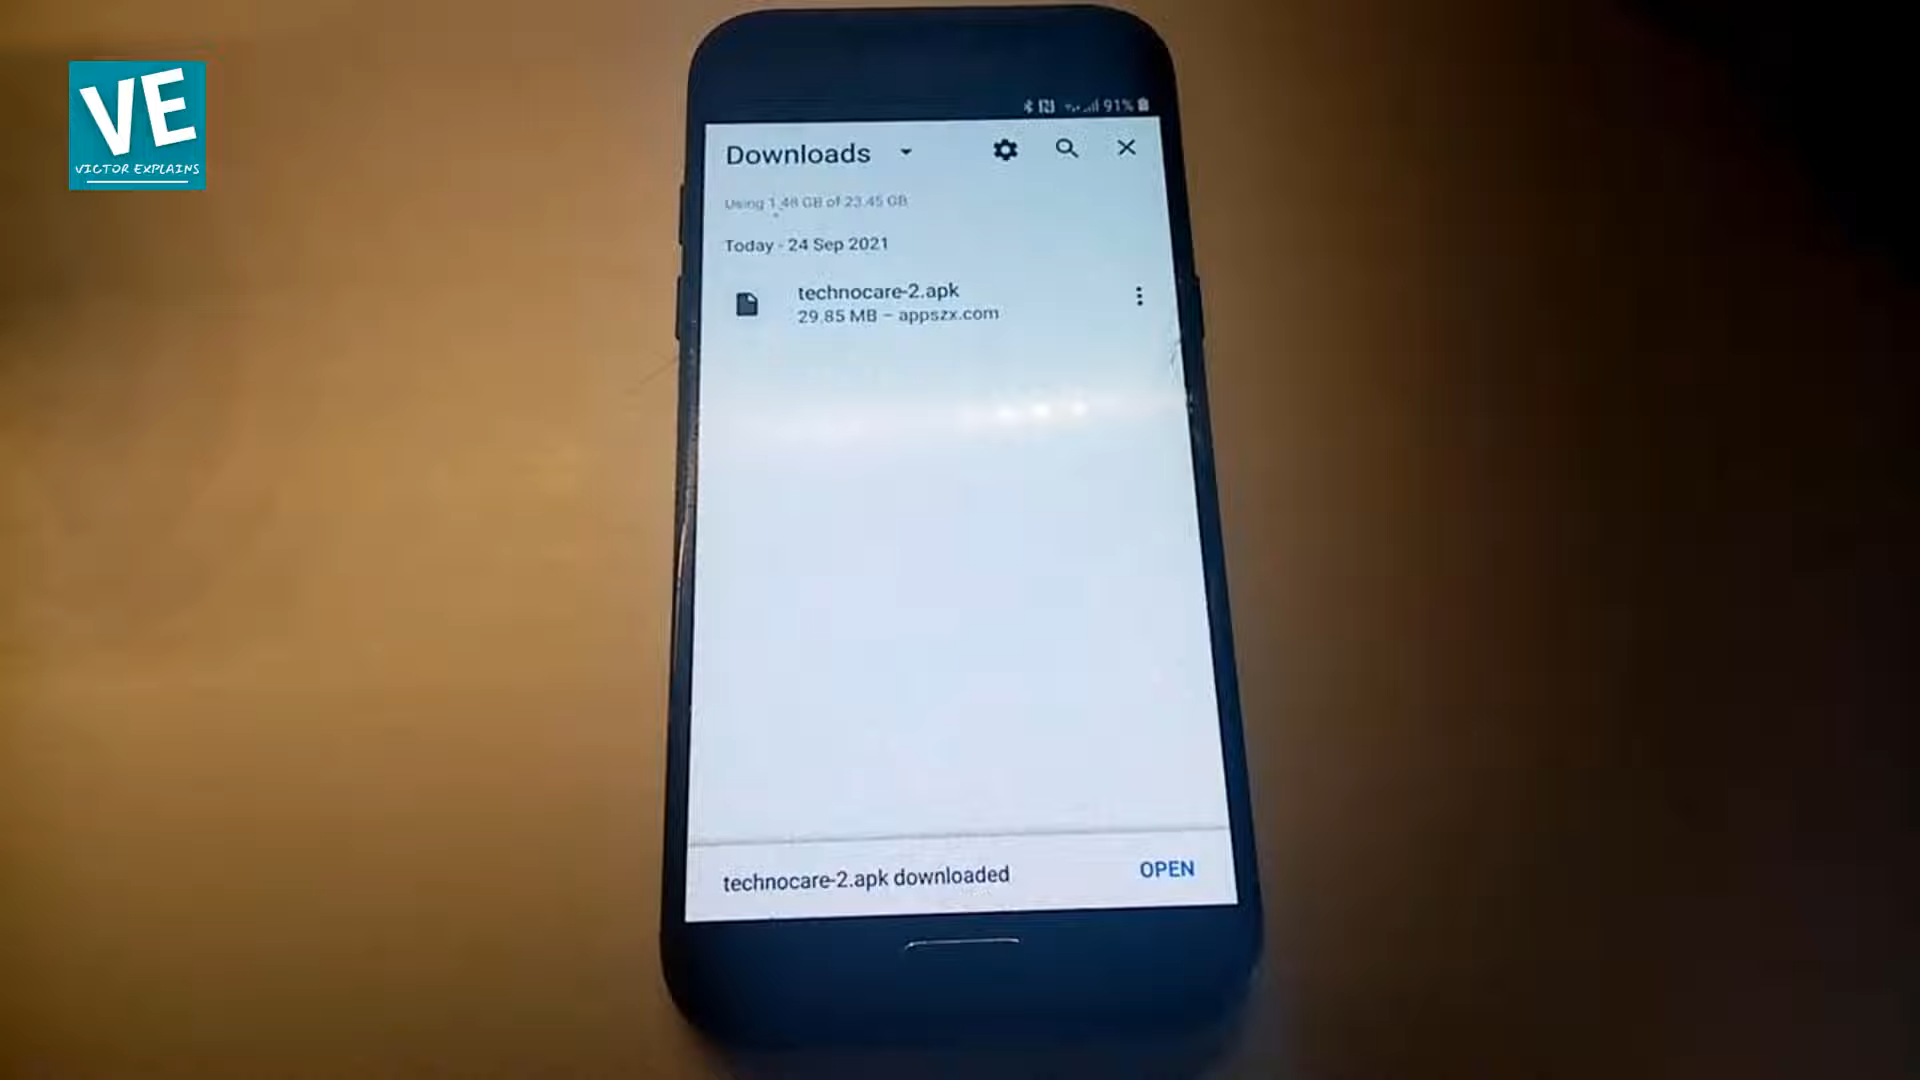 VE
VICTOR EXPLAINS
91%
Downloads
Using 1.48 GB of 23.45 GB
Today - 24 Sep 2021
technocare-2.apk
29.85 MB – appszx.com
technocare-2.apk downloaded
OPEN